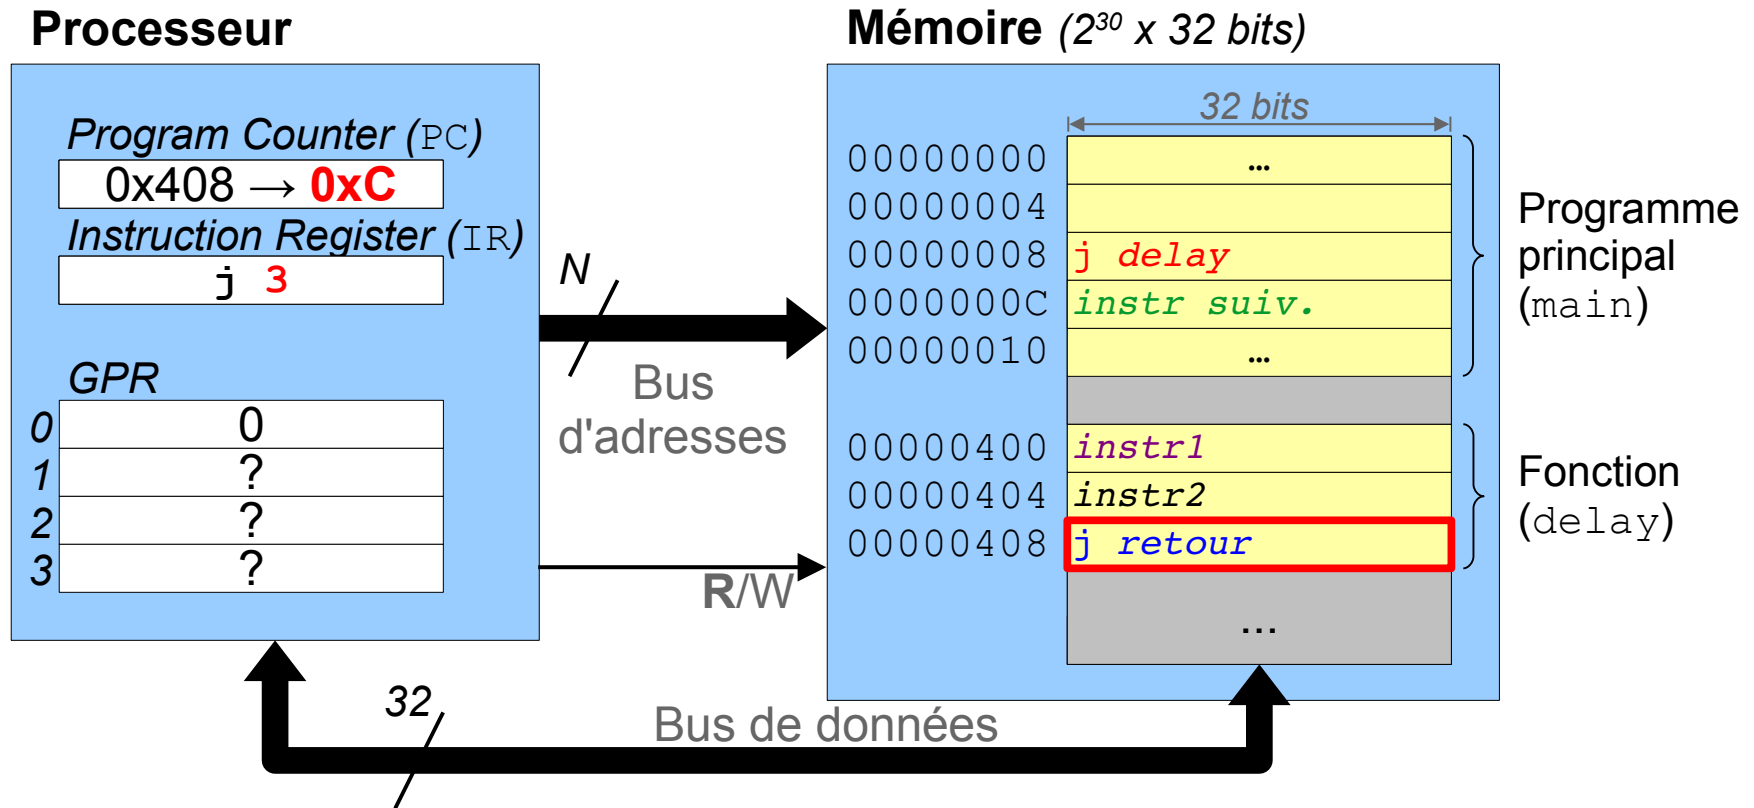 Processeur
Mémoire (2³⁰ x 32 bits)
Program Counter (PC)
0x408 → 0xC
Instruction Register (IR)
j 3
GPR
0 0
1 ?
2 ?
3 ?
N
Bus
d'adresses
R/W
32
Bus de données
32 bits
00000000 ...
00000004
00000008 j delay
0000000C instr suiv.
00000010 ...
00000400 instr1
00000404 instr2
00000408 j retour
...
Programme
principal
(main)
Fonction
(delay)